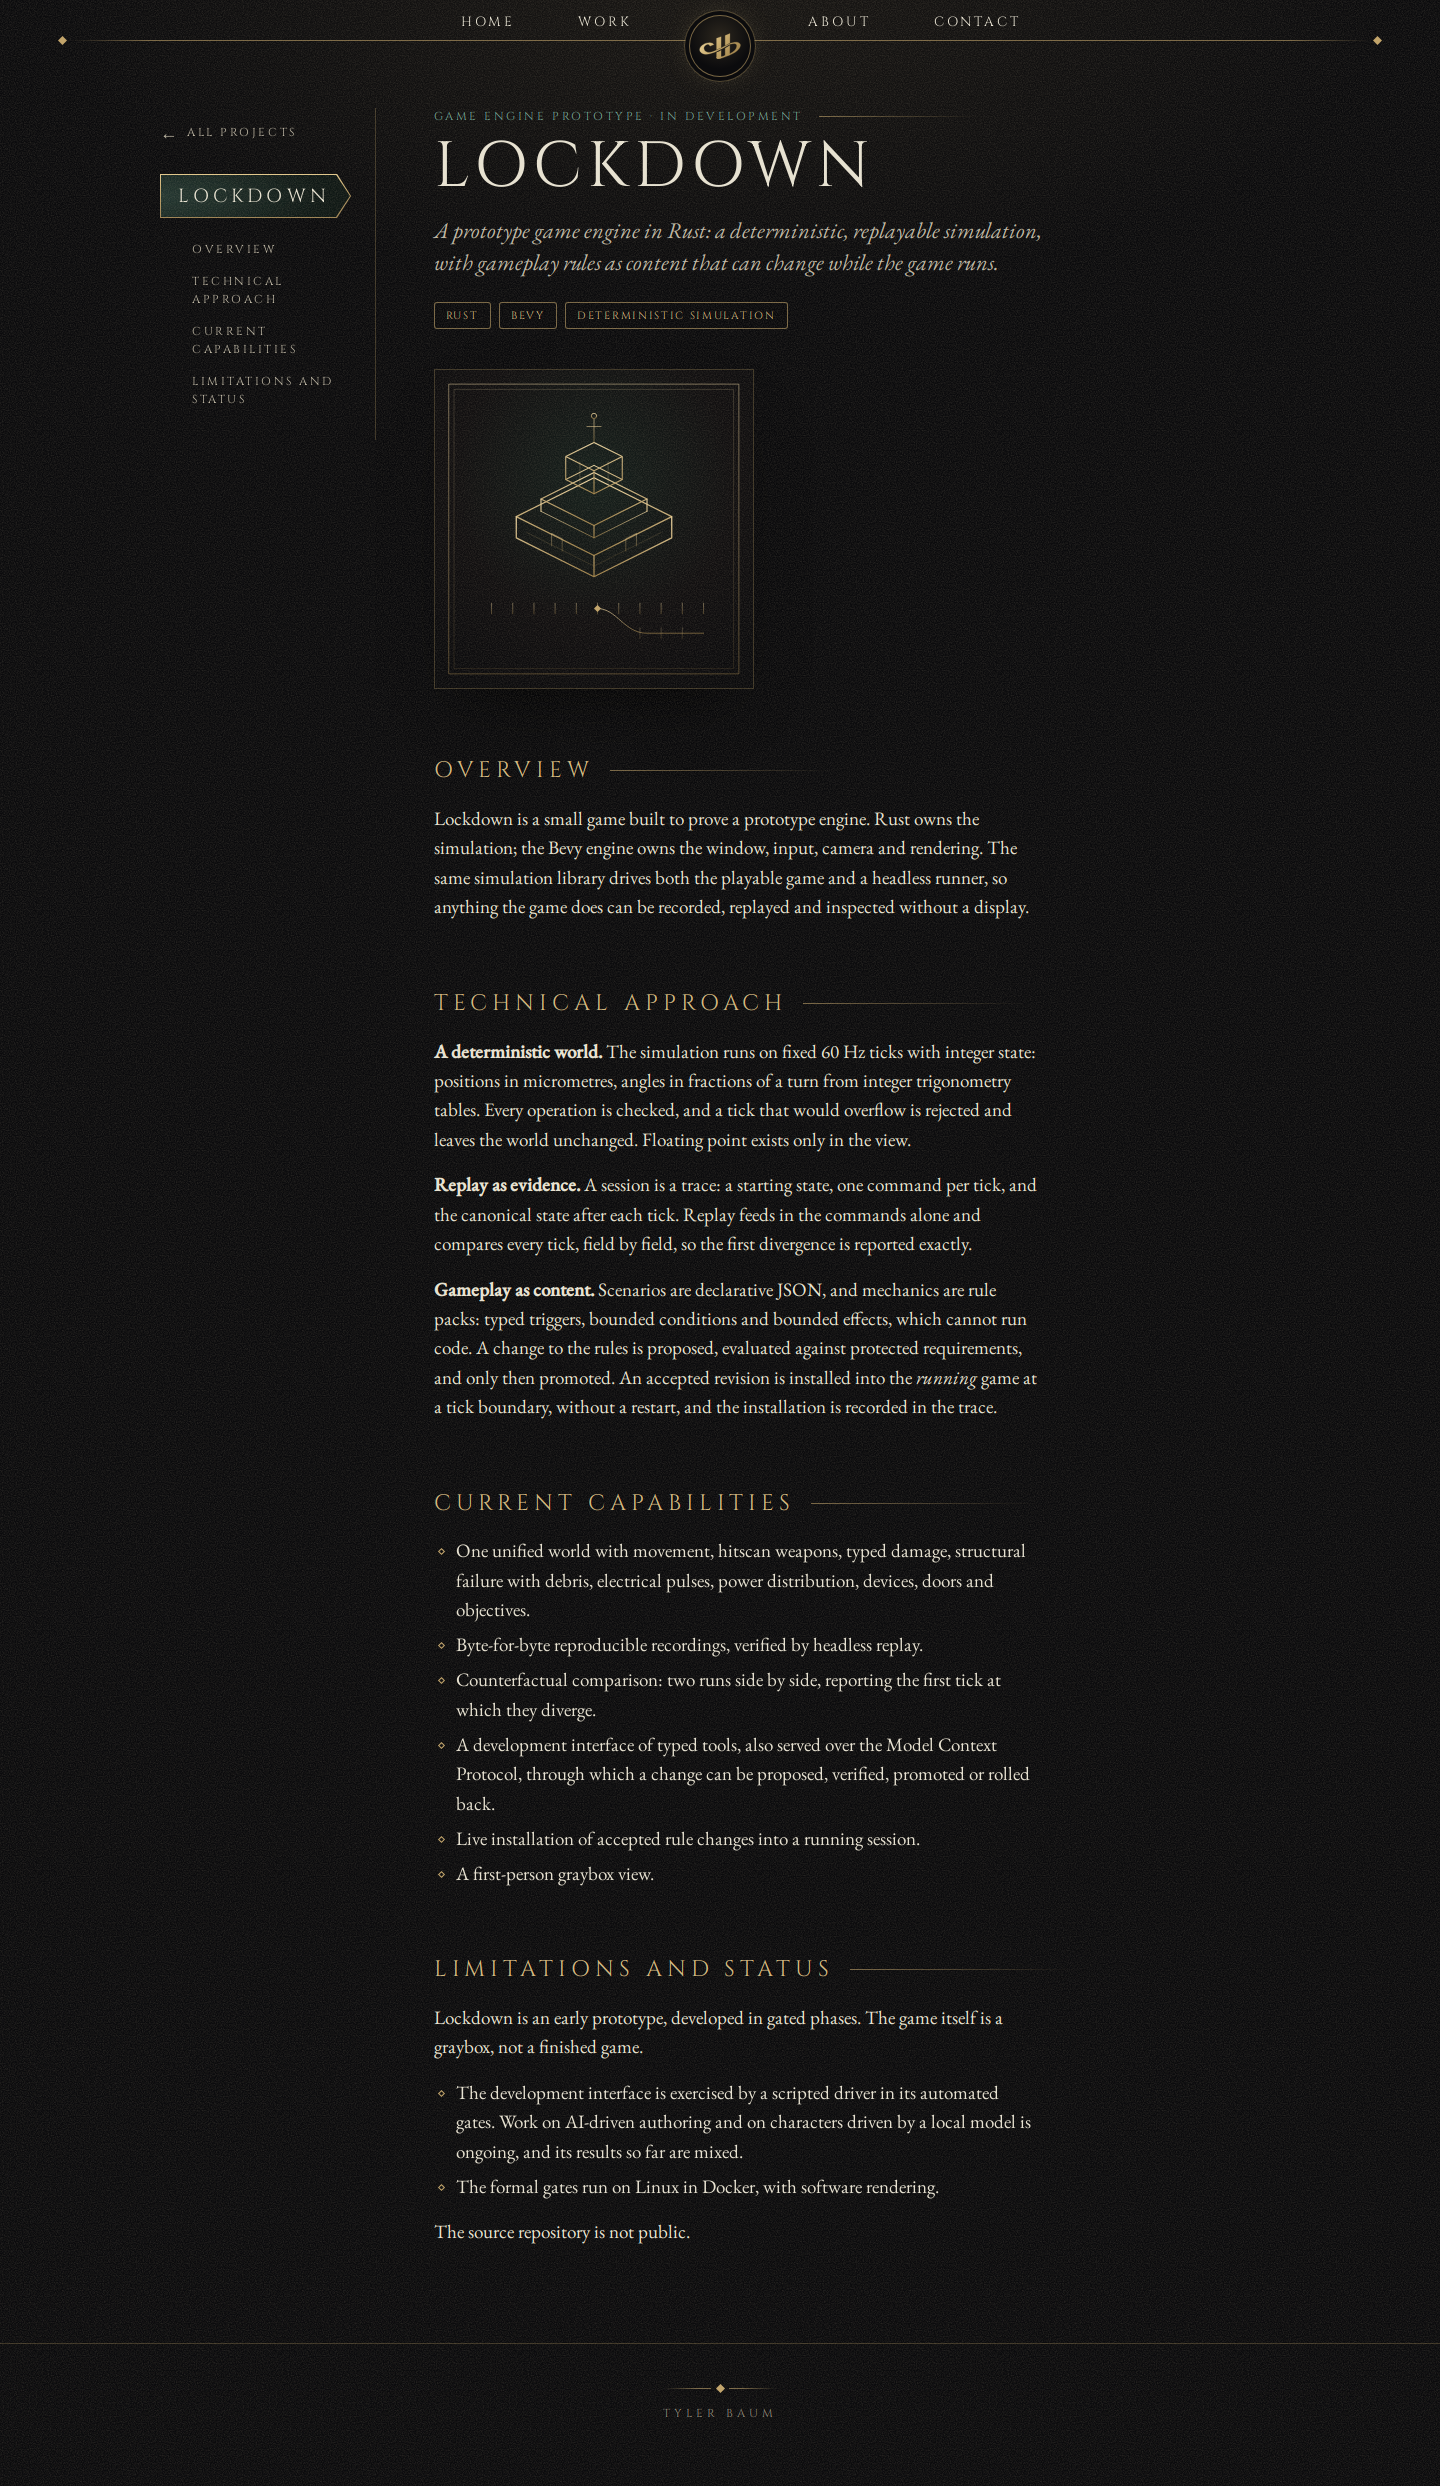 HOME WORK ABOUT CONTACT
← ALL PROJECTS
LOCKDOWN
OVERVIEW
TECHNICAL
APPROACH
CURRENT
CAPABILITIES
LIMITATIONS AND
STATUS
GAME ENGINE PROTOTYPE · IN DEVELOPMENT
LOCKDOWN
A prototype game engine in Rust: a deterministic, replayable simulation,
with gameplay rules as content that can change while the game runs.
RUST BEVY DETERMINISTIC SIMULATION
OVERVIEW
Lockdown is a small game built to prove a prototype engine. Rust owns the
simulation; the Bevy engine owns the window, input, camera and rendering. The
same simulation library drives both the playable game and a headless runner, so
anything the game does can be recorded, replayed and inspected without a display.
TECHNICAL APPROACH
A deterministic world. The simulation runs on fixed 60 Hz ticks with integer state:
positions in micrometres, angles in fractions of a turn from integer trigonometry
tables. Every operation is checked, and a tick that would overflow is rejected and
leaves the world unchanged. Floating point exists only in the view.
Replay as evidence. A session is a trace: a starting state, one command per tick, and
the canonical state after each tick. Replay feeds in the commands alone and
compares every tick, field by field, so the first divergence is reported exactly.
Gameplay as content. Scenarios are declarative JSON, and mechanics are rule
packs: typed triggers, bounded conditions and bounded effects, which cannot run
code. A change to the rules is proposed, evaluated against protected requirements,
and only then promoted. An accepted revision is installed into the running game at
a tick boundary, without a restart, and the installation is recorded in the trace.
CURRENT CAPABILITIES
One unified world with movement, hitscan weapons, typed damage, structural
failure with debris, electrical pulses, power distribution, devices, doors and
objectives.
Byte-for-byte reproducible recordings, verified by headless replay.
Counterfactual comparison: two runs side by side, reporting the first tick at
which they diverge.
A development interface of typed tools, also served over the Model Context
Protocol, through which a change can be proposed, verified, promoted or rolled
back.
Live installation of accepted rule changes into a running session.
A first-person graybox view.
LIMITATIONS AND STATUS
Lockdown is an early prototype, developed in gated phases. The game itself is a
graybox, not a finished game.
The development interface is exercised by a scripted driver in its automated
gates. Work on AI-driven authoring and on characters driven by a local model is
ongoing, and its results so far are mixed.
The formal gates run on Linux in Docker, with software rendering.
The source repository is not public.
TYLER BAUM